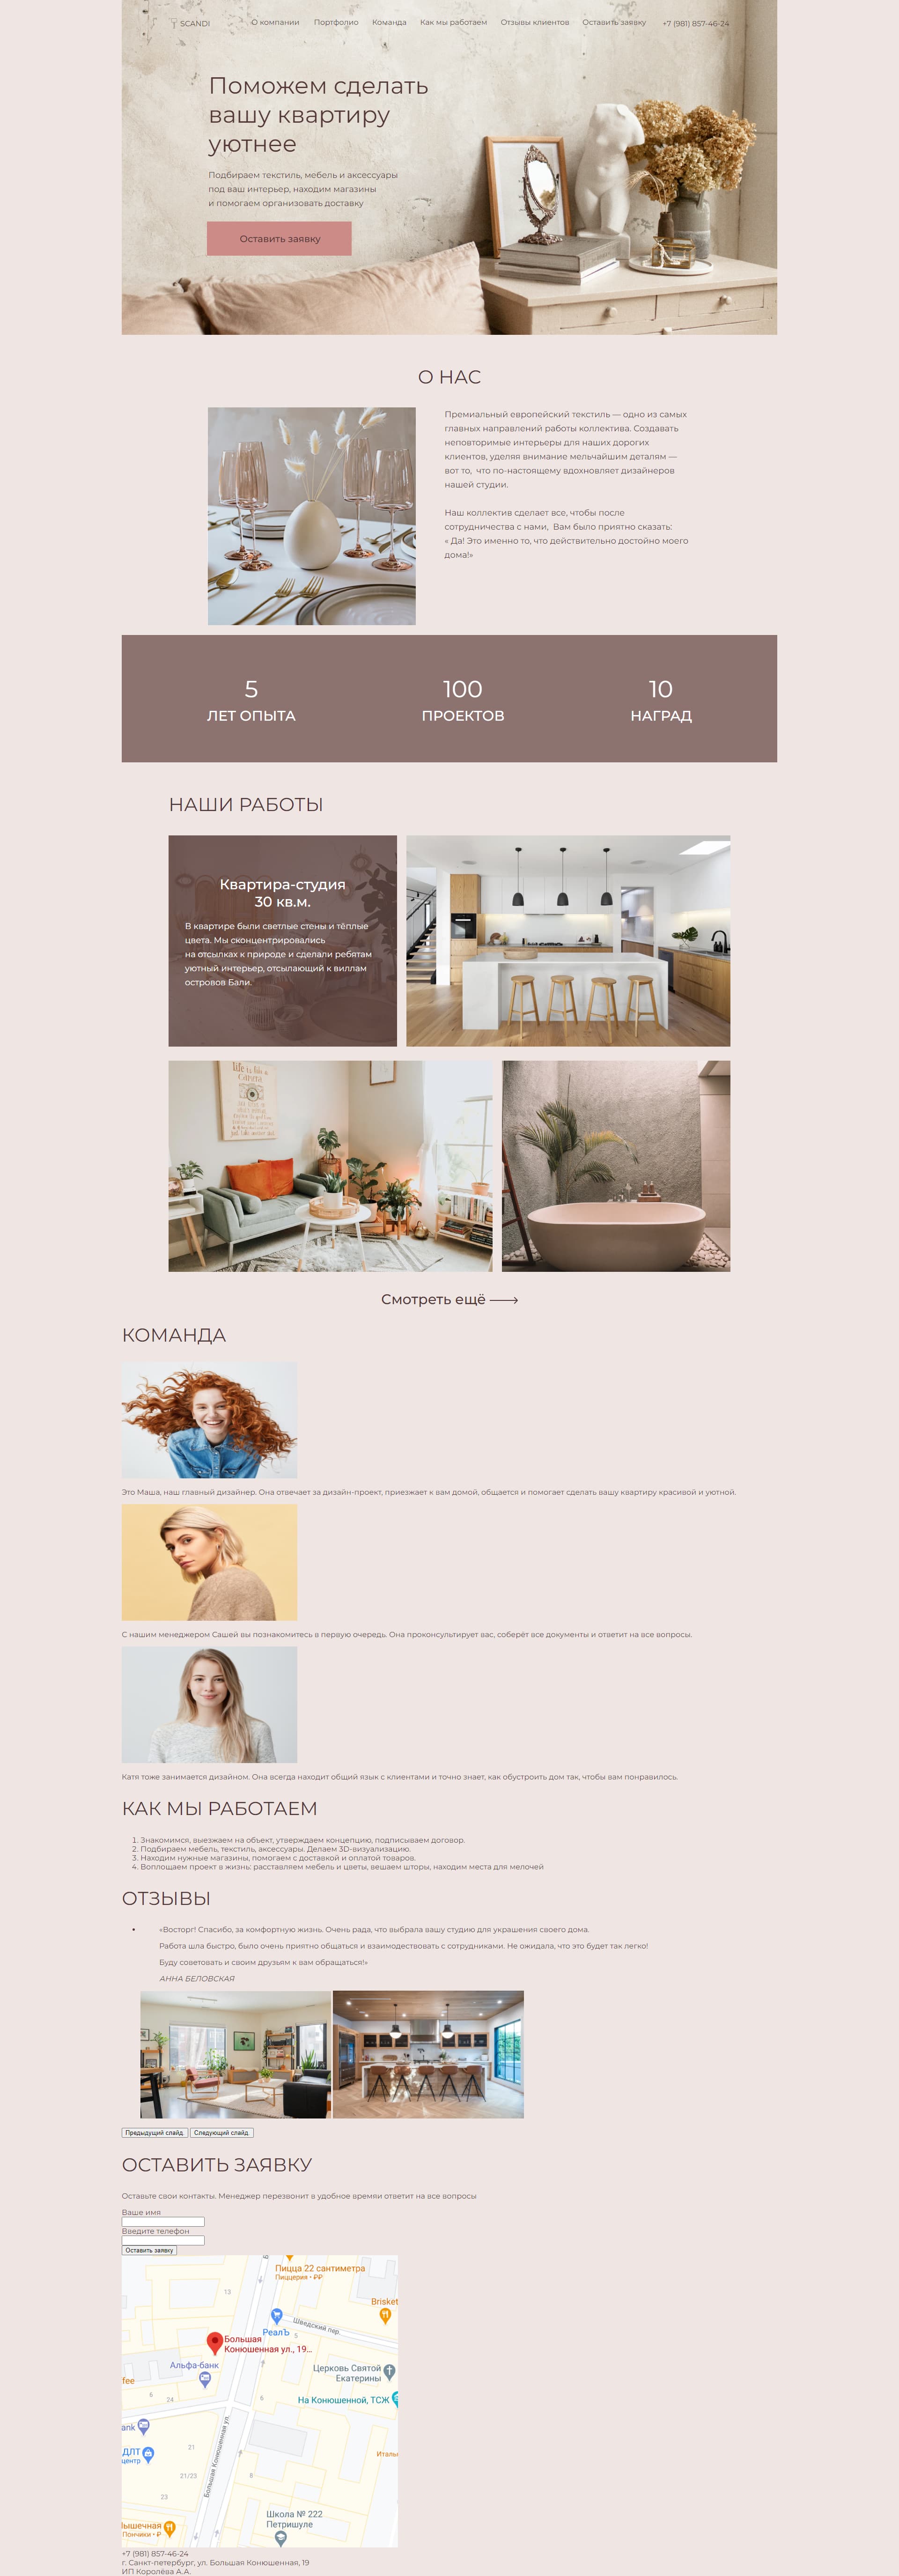 SCANDI
О компании Портфолио Команда Как мы работаем Отзывы клиентов Оставить заявку +7 (981) 857-46-24
Поможем сделать
вашу квартиру
уютнее
Подбираем текстиль, мебель и аксессуары
под ваш интерьер, находим магазины
и помогаем организовать доставку
Оставить заявку
О НАС
Премиальный европейский текстиль — одно из самых
главных направлений работы коллектива. Создавать
неповторимые интерьеры для наших дорогих
клиентов, уделяя внимание мельчайшим деталям —
вот то, что по-настоящему вдохновляет дизайнеров
нашей студии.
Наш коллектив сделает все, чтобы после
сотрудничества с нами, Вам было приятно сказать:
« Да! Это именно то, что действительно достойно моего
дома!»
5
ЛЕТ ОПЫТА
100
ПРОЕКТОВ
10
НАГРАД
НАШИ РАБОТЫ
Квартира-студия
30 кв.м.
В квартире были светлые стены и тёплые
цвета. Мы сконцентрировались
на отсылках к природе и сделали ребятам
уютный интерьер, отсылающий к виллам
островов Бали.
Life is like a
camera
Смотреть ещё
КОМАНДА
Это Маша, наш главный дизайнер. Она отвечает за дизайн-проект, приезжает к вам домой, общается и помогает сделать вашу квартиру красивой и уютной.
С нашим менеджером Сашей вы познакомитесь в первую очередь. Она проконсультирует вас, соберёт все документы и ответит на все вопросы.
Катя тоже занимается дизайном. Она всегда находит общий язык с клиентами и точно знает, как обустроить дом так, чтобы вам понравилось.
КАК МЫ РАБОТАЕМ
1. Знакомимся, выезжаем на объект, утверждаем концепцию, подписываем договор.
2. Подбираем мебель, текстиль, аксессуары. Делаем 3D-визуализацию.
3. Находим нужные магазины, помогаем с доставкой и оплатой товаров.
4. Воплощаем проект в жизнь: расставляем мебель и цветы, вешаем шторы, находим места для мелочей
ОТЗЫВЫ
• «Восторг! Спасибо, за комфортную жизнь. Очень рада, что выбрала вашу студию для украшения своего дома.
Работа шла быстро, было очень приятно общаться и взаимодествовать с сотрудниками. Не ожидала, что это будет так легко!
Буду советовать и своим друзьям к вам обращаться!»
АННА БЕЛОВСКАЯ
Предыдущий слайд. Следующий слайд.
ОСТАВИТЬ ЗАЯВКУ
Оставьте свои контакты. Менеджер перезвонит в удобное времяи ответит на все вопросы
Ваше имя
Введите телефон
Оставить заявку
Пицца 22 сантиметра
Пиццерия • ₽₽
13
Brisket
Шведский пер.
РеалЪ
5
Большая
Конюшенная ул., 19...
Альфа-банк
Церковь Святой
Екатерины
fee
6
24
6
На Конюшенной, ТСЖ
ank
Большая Конюшенная ул.
ДЛТ
центр
21
Италь
21/23
8
23
Школа № 222
Петришуле
ышечная
Пончики • ₽
+7 (981) 857-46-24
г. Санкт-петербург, ул. Большая Конюшенная, 19
ИП Королёва А.А.